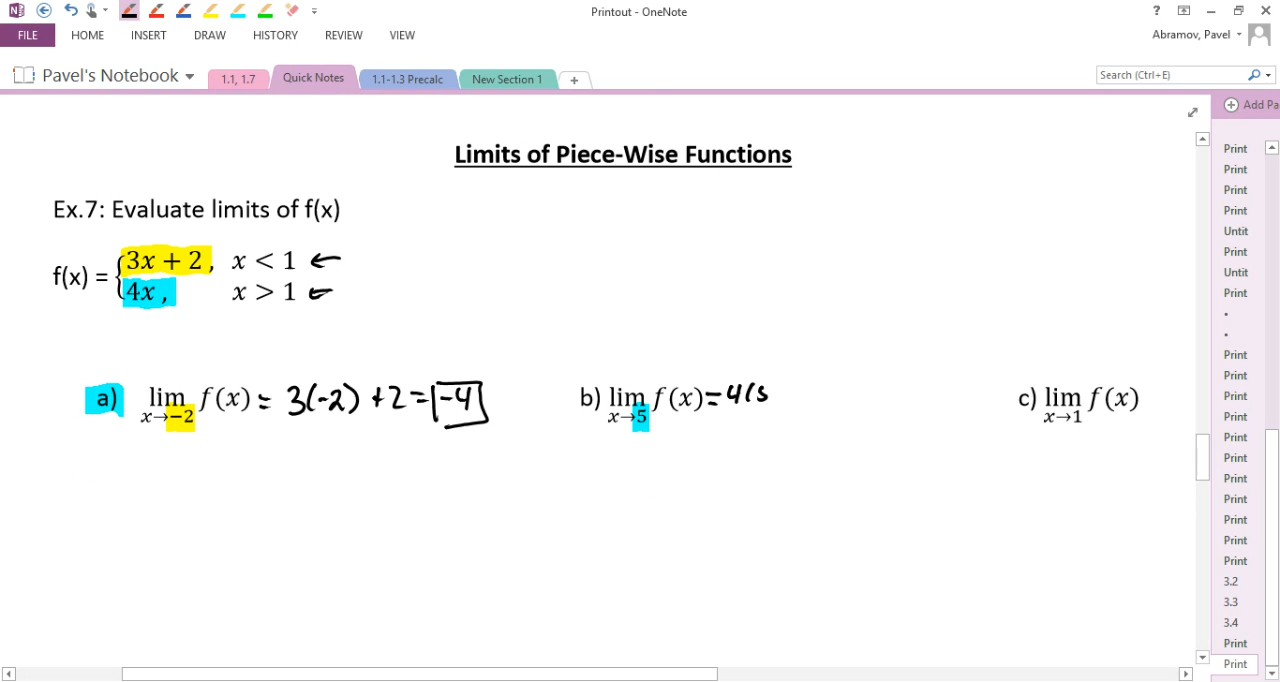 Printout - OneNote
?
FILE HOME INSERT DRAW HISTORY REVIEW VIEW
Abramov, Pavel
Pavel's Notebook
1.1, 1.7
Quick Notes
1.1-1.3 Precalc
New Section 1
+
Search (Ctrl+E)
Add Pa
Limits of Piece-Wise Functions
Ex.7: Evaluate limits of f(x)
f(x) = { 3x + 2 , x < 1 ←
4x , x > 1 ←
a) lim x→−2 f(x) = 3(-2) + 2 = -4
b) lim x→5 f(x) = 4(5
c) lim x→1 f(x)
Print
Print
Print
Print
Untit
Print
Untit
Print
Print
Print
Print
Print
Print
Print
Print
Print
Print
Print
Print
3.2
3.3
3.4
Print
Print